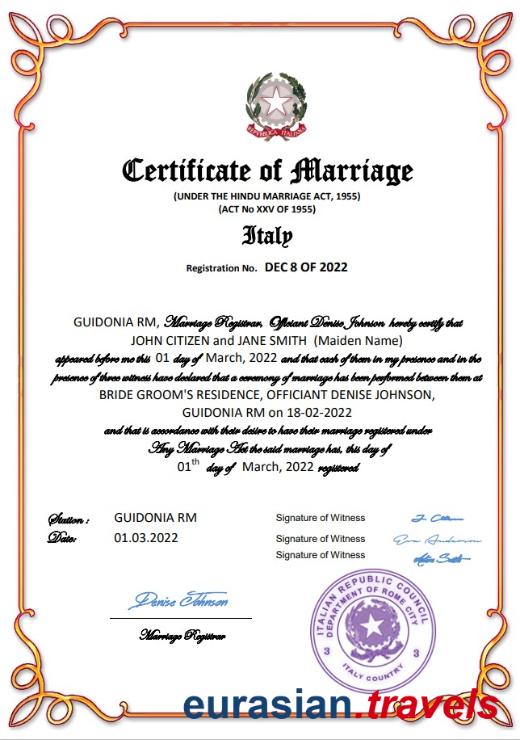 REPUBBLICA ITALIANA
Certificate of Marriage
(UNDER THE HINDU MARRIAGE ACT, 1955)
(ACT No XXV OF 1955)
Italy
Registration No. DEC 8 OF 2022
GUIDONIA RM, Marriage Registrar, Officiant Denise Johnson hereby certify that
JOHN CITIZEN and JANE SMITH (Maiden Name)
appeared before me this 01 day of March, 2022 and that each of them in my presence and in the
presence of three witness have declared that a ceremony of marriage has been performed between them at
BRIDE GROOM'S RESIDENCE, OFFICIANT DENISE JOHNSON,
GUIDONIA RM on 18-02-2022
and that is accordance with their desire to have their marriage registered under
Any Marriage Act the said marriage has, this day of
01th day of March, 2022 registered
Station : GUIDONIA RM
Date: 01.03.2022
Signature of Witness
Signature of Witness Eva Anderson
Signature of Witness
Denise Johnson
Marriage Registrar
ITALIAN REPUBLIC COUNCIL
DEPARTMENT OF ROME CITY
3 3
ITALY COUNTRY
eurasian.travels